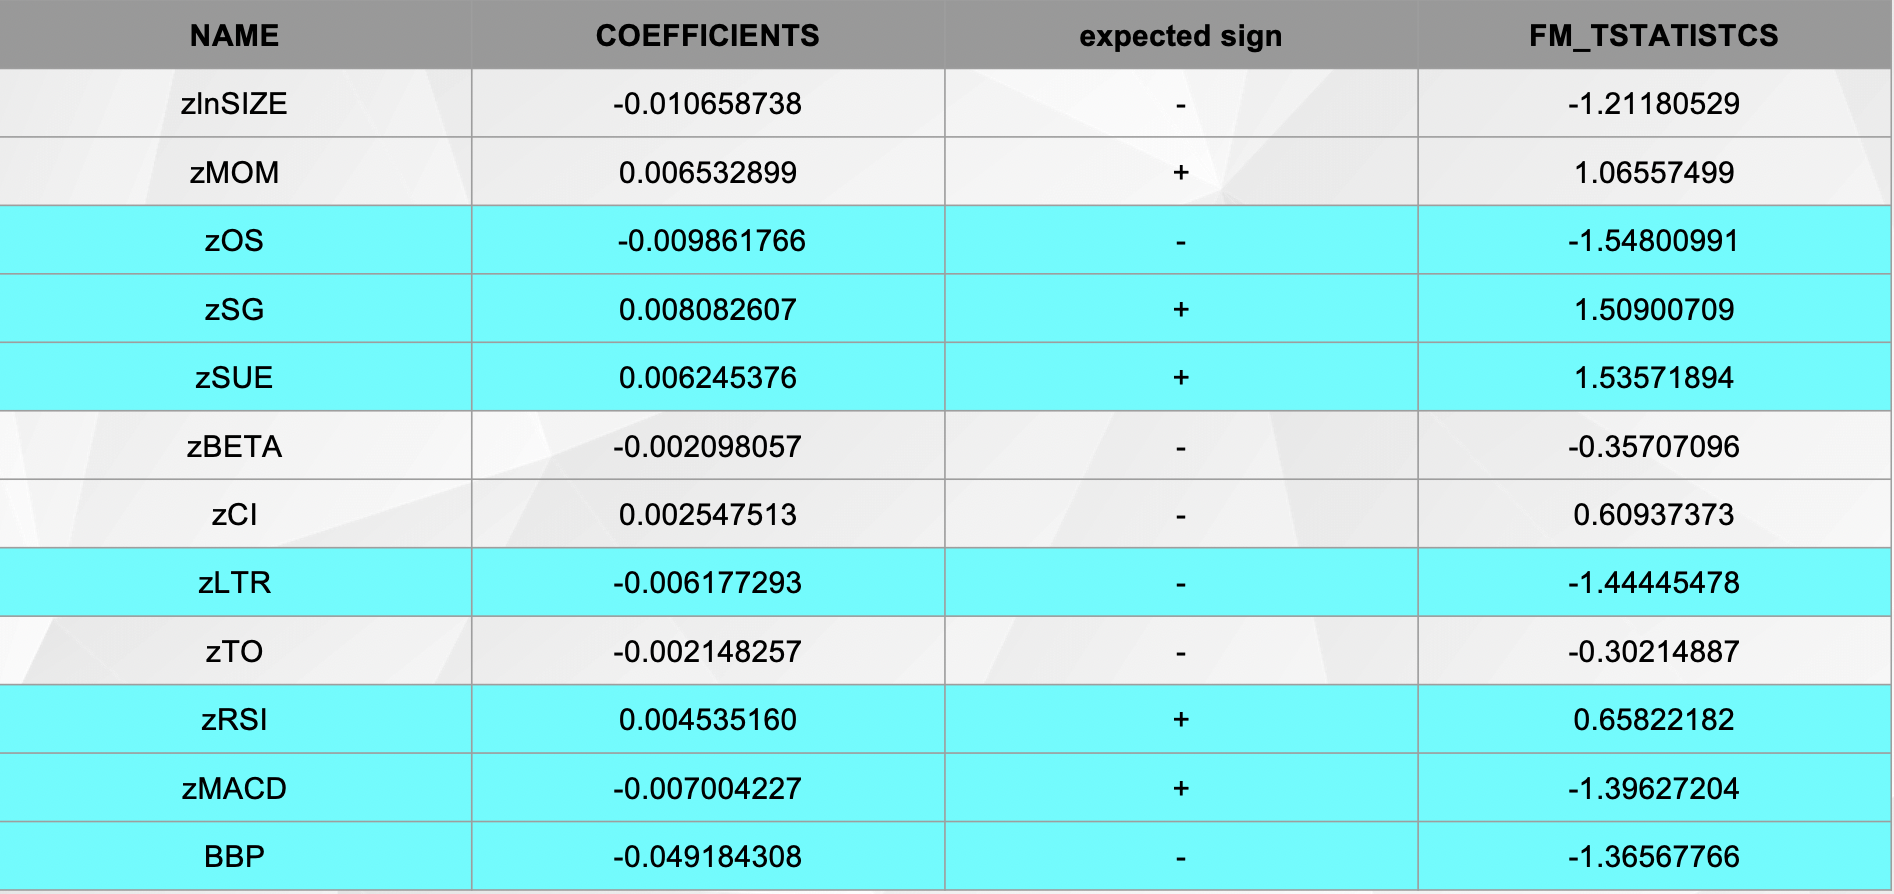 NAME COEFFICIENTS expected sign FM_TSTATISTCS
zlnSIZE -0.010658738 - -1.21180529
zMOM 0.006532899 + 1.06557499
zOS -0.009861766 - -1.54800991
zSG 0.008082607 + 1.50900709
zSUE 0.006245376 + 1.53571894
zBETA -0.002098057 - -0.35707096
zCI 0.002547513 - 0.60937373
zLTR -0.006177293 - -1.44445478
zTO -0.002148257 - -0.30214887
zRSI 0.004535160 + 0.65822182
zMACD -0.007004227 + -1.39627204
BBP -0.049184308 - -1.36567766